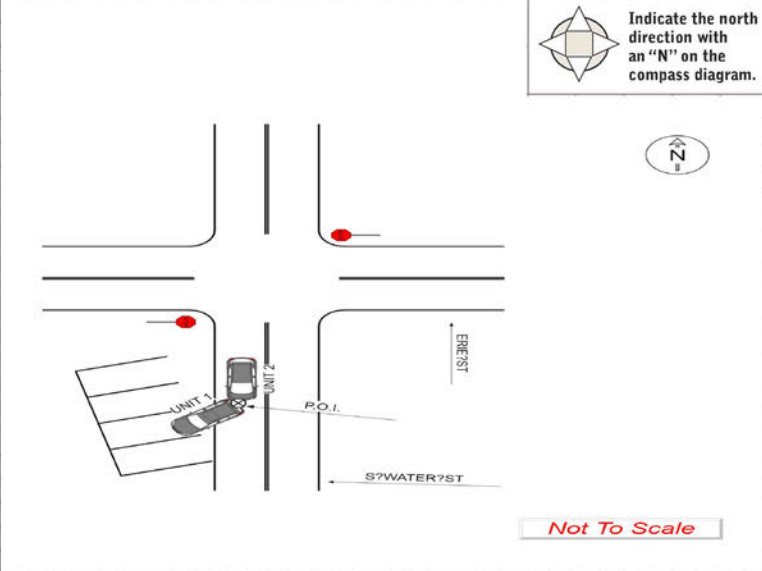 Indicate the north
direction with
an “N” on the
compass diagram.
N
ERIE?ST
UNIT 2
UNIT 1
P.O.I.
S?WATER?ST
Not To Scale